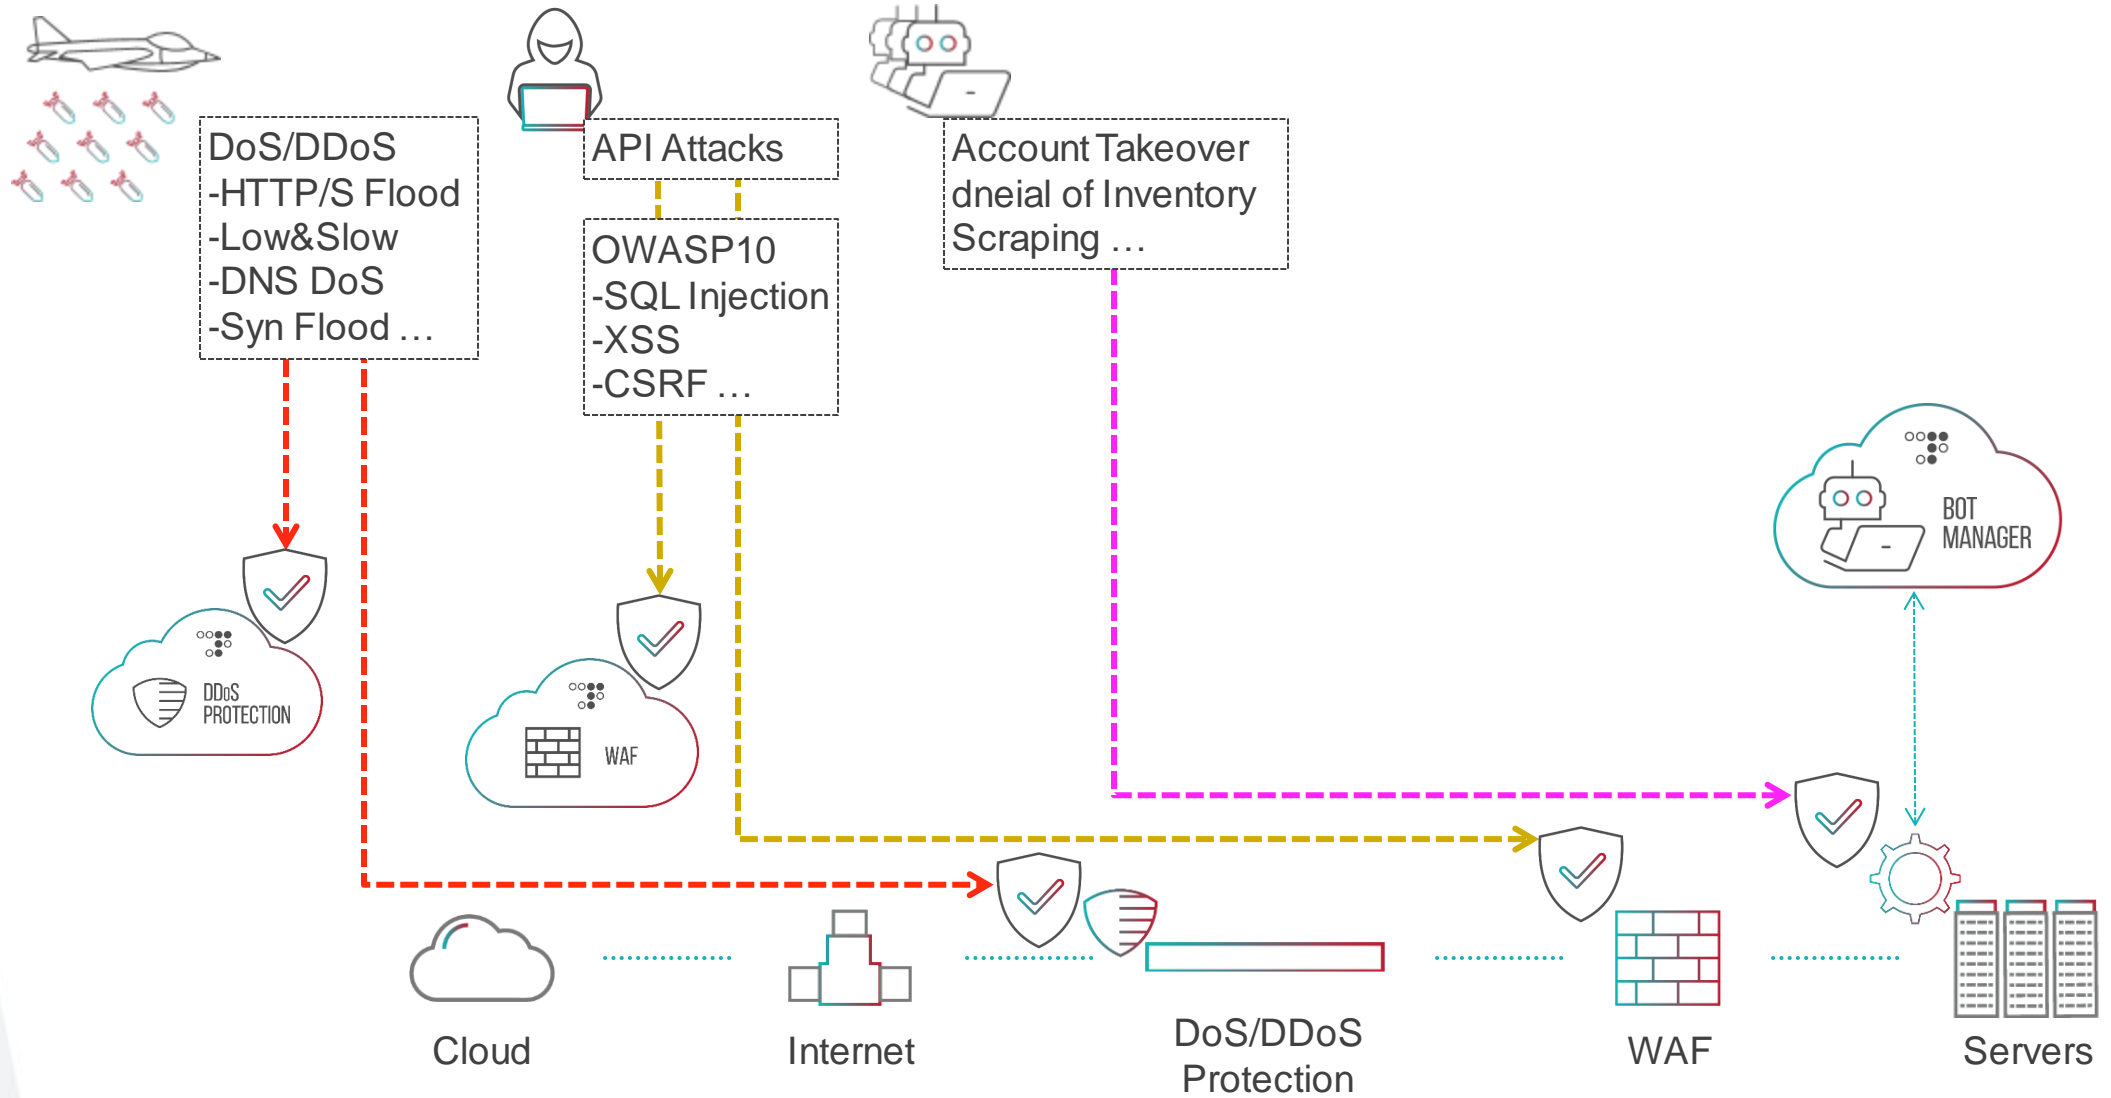 DoS/DDoS
-HTTP/S Flood
-Low&Slow
-DNS DoS
-Syn Flood ...
API Attacks
OWASP10
-SQL Injection
-XSS
-CSRF ...
Account Takeover
dneial of Inventory
Scraping ...
BOT
MANAGER
DDoS
PROTECTION
WAF
Cloud
Internet
DoS/DDoS
Protection
WAF
Servers